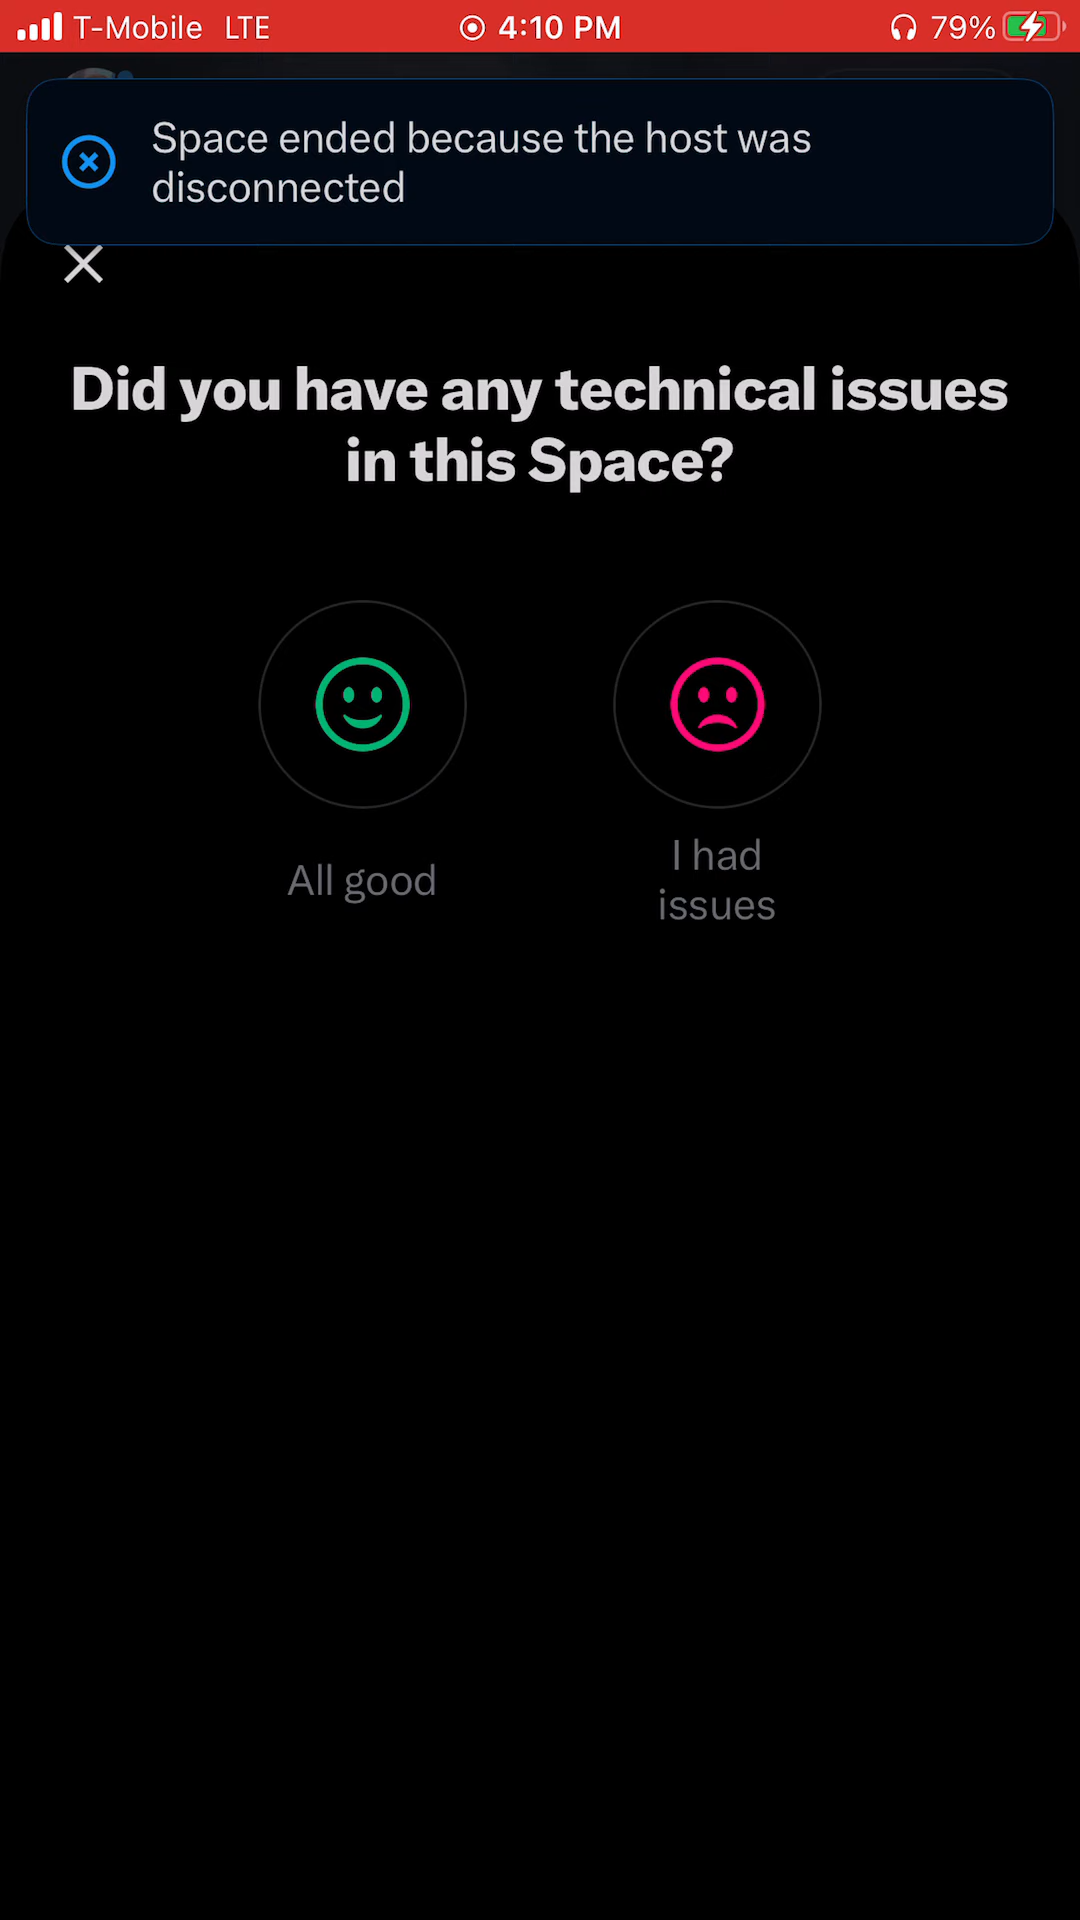 T-Mobile LTE 4:10 PM 79%
Space ended because the host was
disconnected
Did you have any technical issues
in this Space?
All good
I had
issues